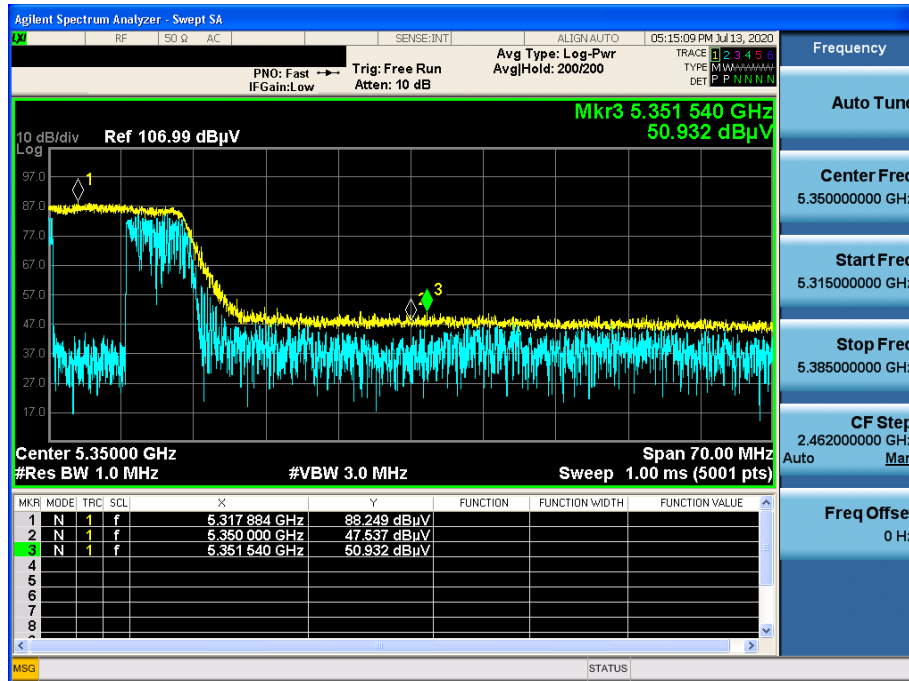 Agilent Spectrum Analyzer - Swept SA
LXI RF 50 Ω AC SENSE:INT ALIGN AUTO 05:15:09 PM Jul 13, 2020
PNO: Fast Trig: Free Run Avg Type: Log-Pwr TRACE 1 2 3 4 5 6
IFGain:Low Atten: 10 dB Avg|Hold: 200/200 TYPE M W
DET P P N N N N
Frequency
Mkr3 5.351 540 GHz
50.932 dBµV
10 dB/div Ref 106.99 dBµV
Log
97.0
87.0
77.0
67.0
57.0
47.0
37.0
27.0
17.0
1
2
3
Center 5.35000 GHz Span 70.00 MHz
#Res BW 1.0 MHz #VBW 3.0 MHz Sweep 1.00 ms (5001 pts)
MKR MODE TRC SCL X Y FUNCTION FUNCTION WIDTH FUNCTION VALUE
1 N 1 f 5.317 884 GHz 88.249 dBµV
2 N 1 f 5.350 000 GHz 47.537 dBµV
3 N 1 f 5.351 540 GHz 50.932 dBµV
4
5
6
7
8
MSG STATUS
Auto Tune
Center Freq
5.350000000 GHz
Start Freq
5.315000000 GHz
Stop Freq
5.385000000 GHz
CF Step
2.462000000 GHz
Auto Man
Freq Offset
0 Hz